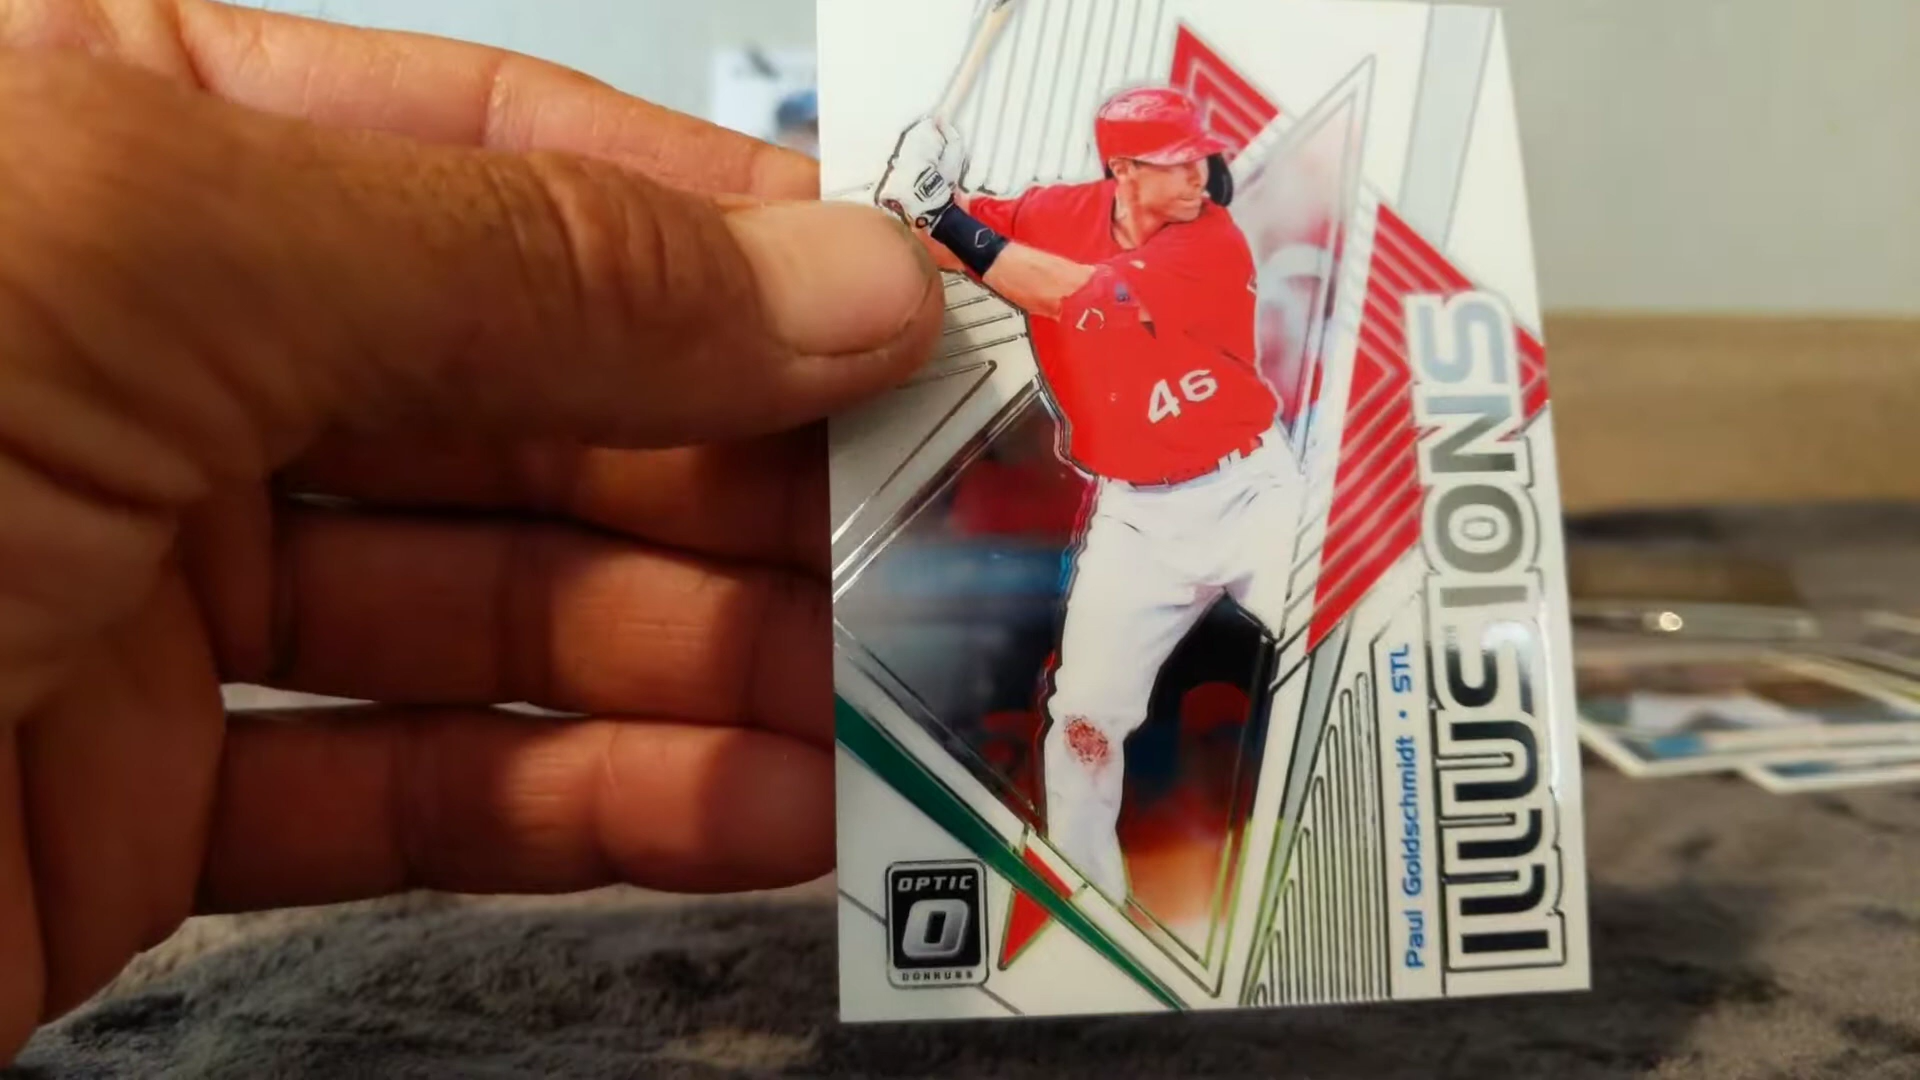 46
ILLUSIONS
Paul Goldschmidt • STL
OPTIC
O
DONRUSS